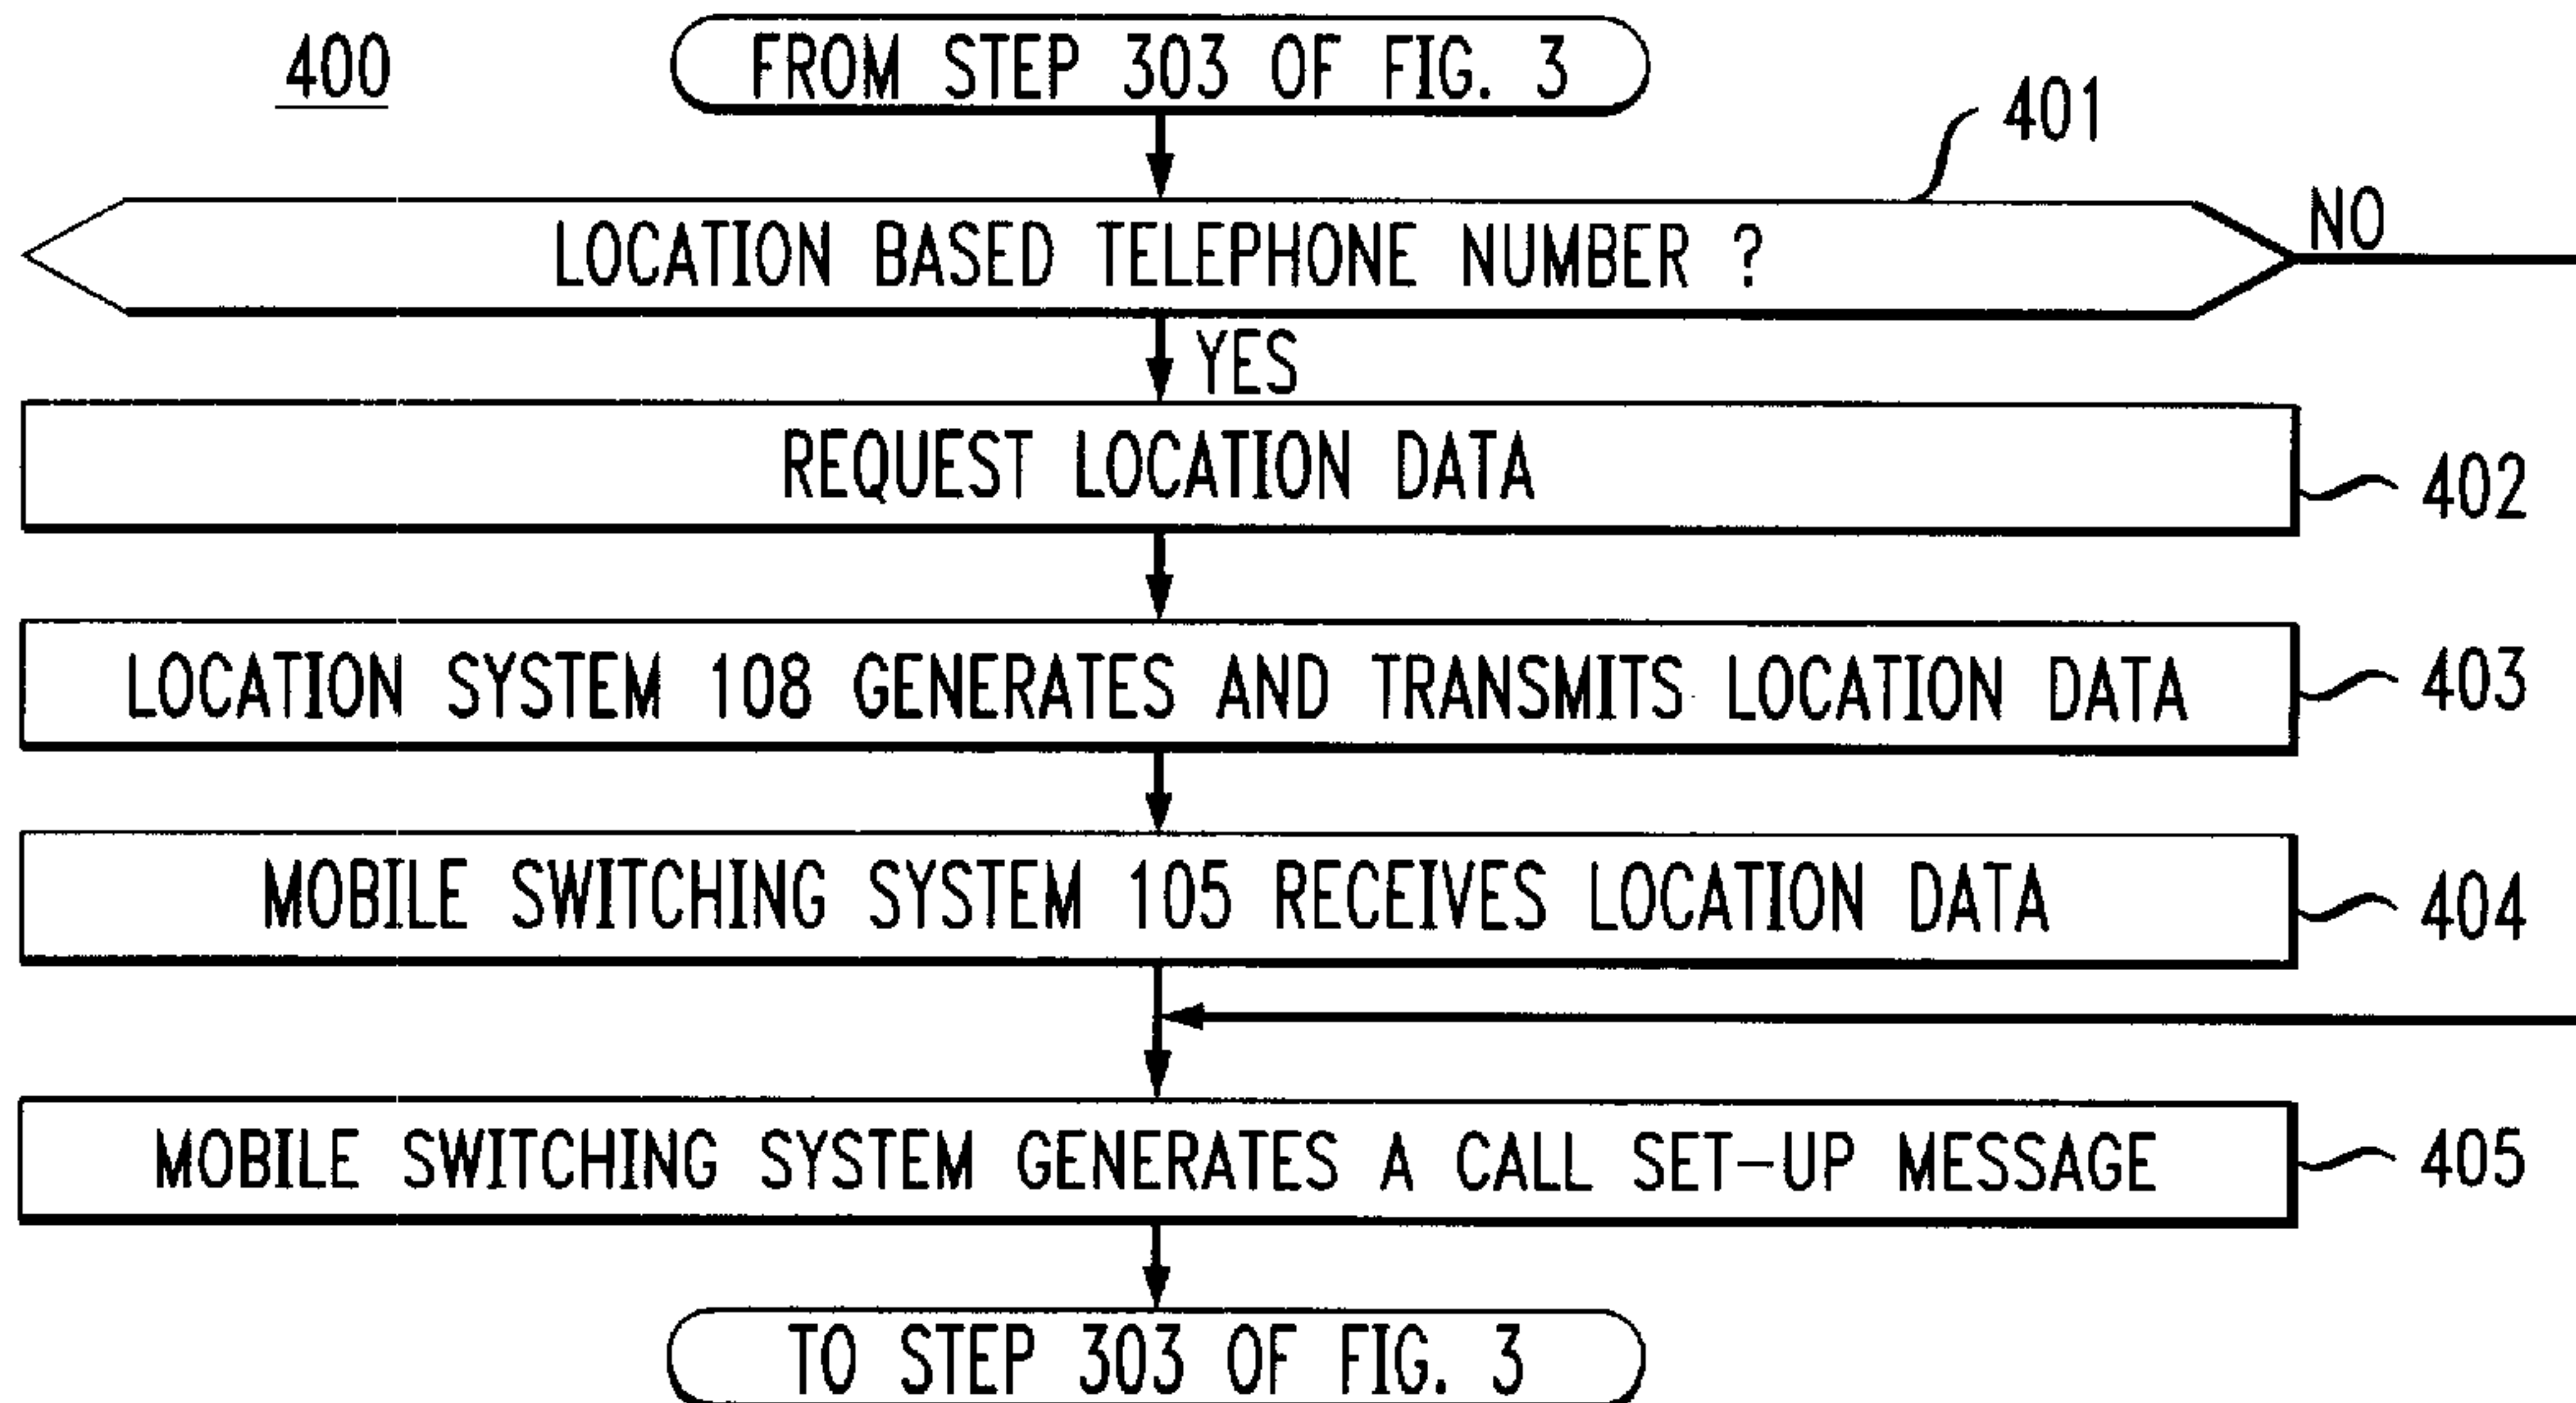 400
FROM STEP 303 OF FIG. 3
401
LOCATION BASED TELEPHONE NUMBER ?
NO
YES
REQUEST LOCATION DATA
402
LOCATION SYSTEM 108 GENERATES AND TRANSMITS LOCATION DATA
403
MOBILE SWITCHING SYSTEM 105 RECEIVES LOCATION DATA
404
MOBILE SWITCHING SYSTEM GENERATES A CALL SET-UP MESSAGE
405
TO STEP 303 OF FIG. 3